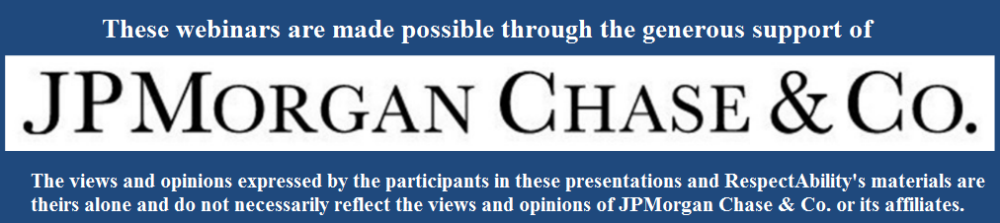 These webinars are made possible through the generous support of
JPMORGAN CHASE & CO.
The views and opinions expressed by the participants in these presentations and RespectAbility's materials are
theirs alone and do not necessarily reflect the views and opinions of JPMorgan Chase & Co. or its affiliates.